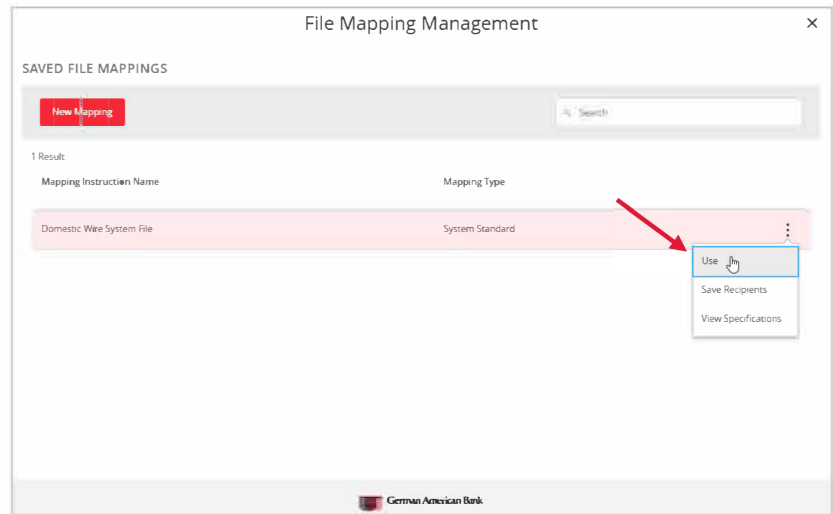 File Mapping Management
SAVED FILE MAPPINGS
New Mapping
Search
1 Result
Mapping Instruction Name Mapping Type
Domestic Wire System File System Standard
Use
Save Recipients
View Specifications
German American Bank